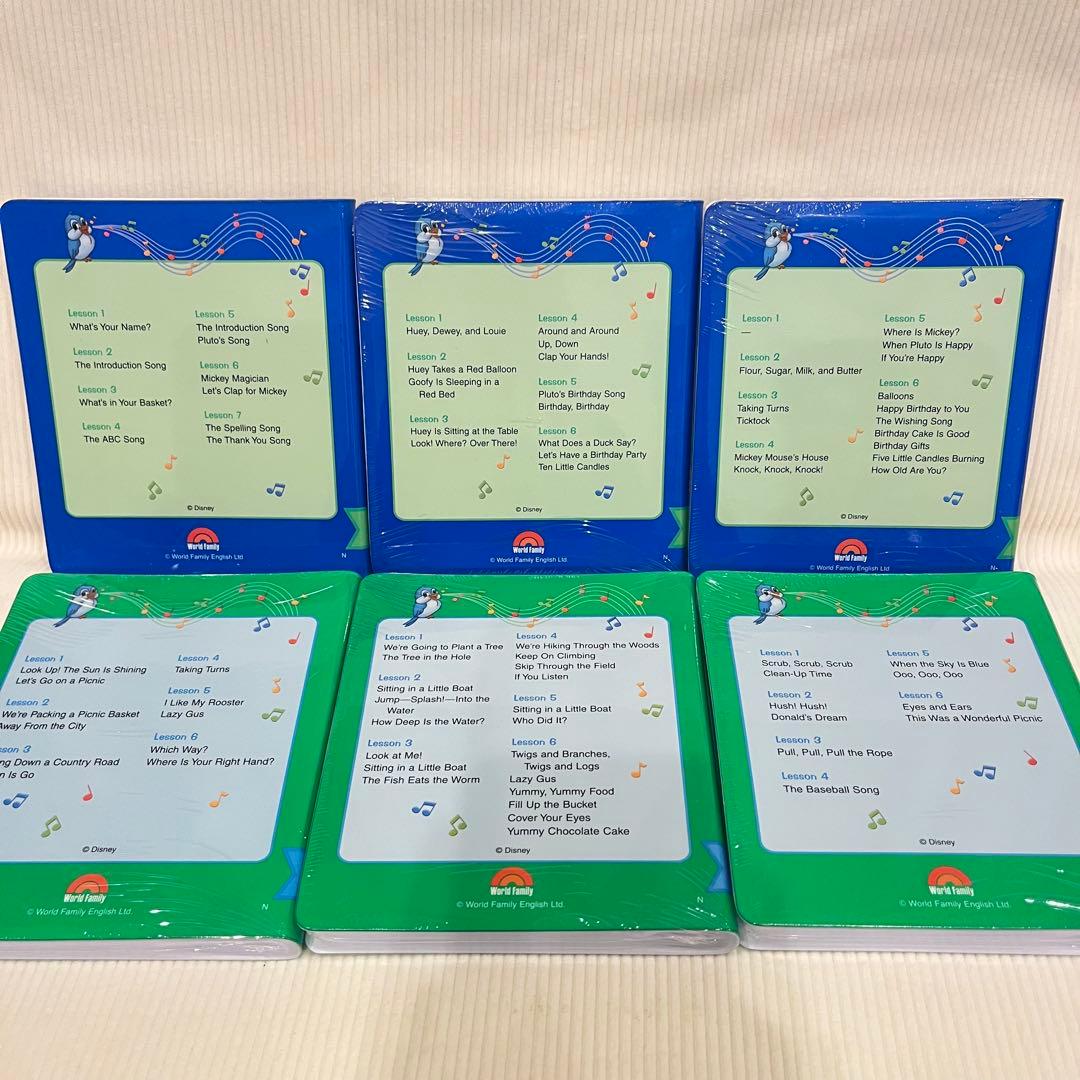 Lesson 1
What's Your Name?
Lesson 2
The Introduction Song
Lesson 3
What's in Your Basket?
Lesson 4
The ABC Song
Lesson 5
The Introduction Song
Pluto's Song
Lesson 6
Mickey Magician
Let's Clap for Mickey
Lesson 7
The Spelling Song
The Thank You Song
© Disney
World Family
© World Family English Ltd.
N
Lesson 1
Huey, Dewey, and Louie
Lesson 2
Huey Takes a Red Balloon
Goofy Is Sleeping in a
Red Bed
Lesson 3
Huey Is Sitting at the Table
Look! Where? Over There!
Lesson 4
Around and Around
Up, Down
Clap Your Hands!
Lesson 5
Pluto's Birthday Song
Birthday, Birthday
Lesson 6
What Does a Duck Say?
Let's Have a Birthday Party
Ten Little Candles
© Disney
World Family
© World Family English Ltd.
N
Lesson 1
—
Lesson 2
Flour, Sugar, Milk, and Butter
Lesson 3
Taking Turns
Ticktock
Lesson 4
Mickey Mouse's House
Knock, Knock, Knock!
Lesson 5
Where Is Mickey?
When Pluto Is Happy
If You're Happy
Lesson 6
Balloons
Happy Birthday to You
The Wishing Song
Birthday Cake Is Good
Birthday Gifts
Five Little Candles Burning
How Old Are You?
© Disney
World Family
© World Family English Ltd.
N
Lesson 1
Look Up! The Sun Is Shining
Let's Go on a Picnic
Lesson 2
We're Packing a Picnic Basket
Away From the City
3
Down a Country Road
Is Go
Lesson 4
Taking Turns
Lesson 5
I Like My Rooster
Lazy Gus
Lesson 6
Which Way?
Where Is Your Right Hand?
© Disney
World Family
© World Family English Ltd.
N
Lesson 1
We're Going to Plant a Tree
The Tree in the Hole
Lesson 2
Sitting in a Little Boat
Jump—Splash!—Into the
Water
How Deep Is the Water?
Lesson 3
Look at Me!
Sitting in a Little Boat
The Fish Eats the Worm
Lesson 4
We're Hiking Through the Woods
Keep On Climbing
Skip Through the Field
If You Listen
Lesson 5
Sitting in a Little Boat
Who Did It?
Lesson 6
Twigs and Branches,
Twigs and Logs
Lazy Gus
Yummy, Yummy Food
Fill Up the Bucket
Cover Your Eyes
Yummy Chocolate Cake
© Disney
World Family
© World Family English Ltd.
N
Lesson 1
Scrub, Scrub, Scrub
Clean-Up Time
Lesson 2
Hush! Hush!
Donald's Dream
Lesson 3
Pull, Pull, Pull the Rope
Lesson 4
The Baseball Song
Lesson 5
When the Sky Is Blue
Ooo, Ooo, Ooo
Lesson 6
Eyes and Ears
This Was a Wonderful Picnic
© Disney
World Family
© World Family English Ltd.